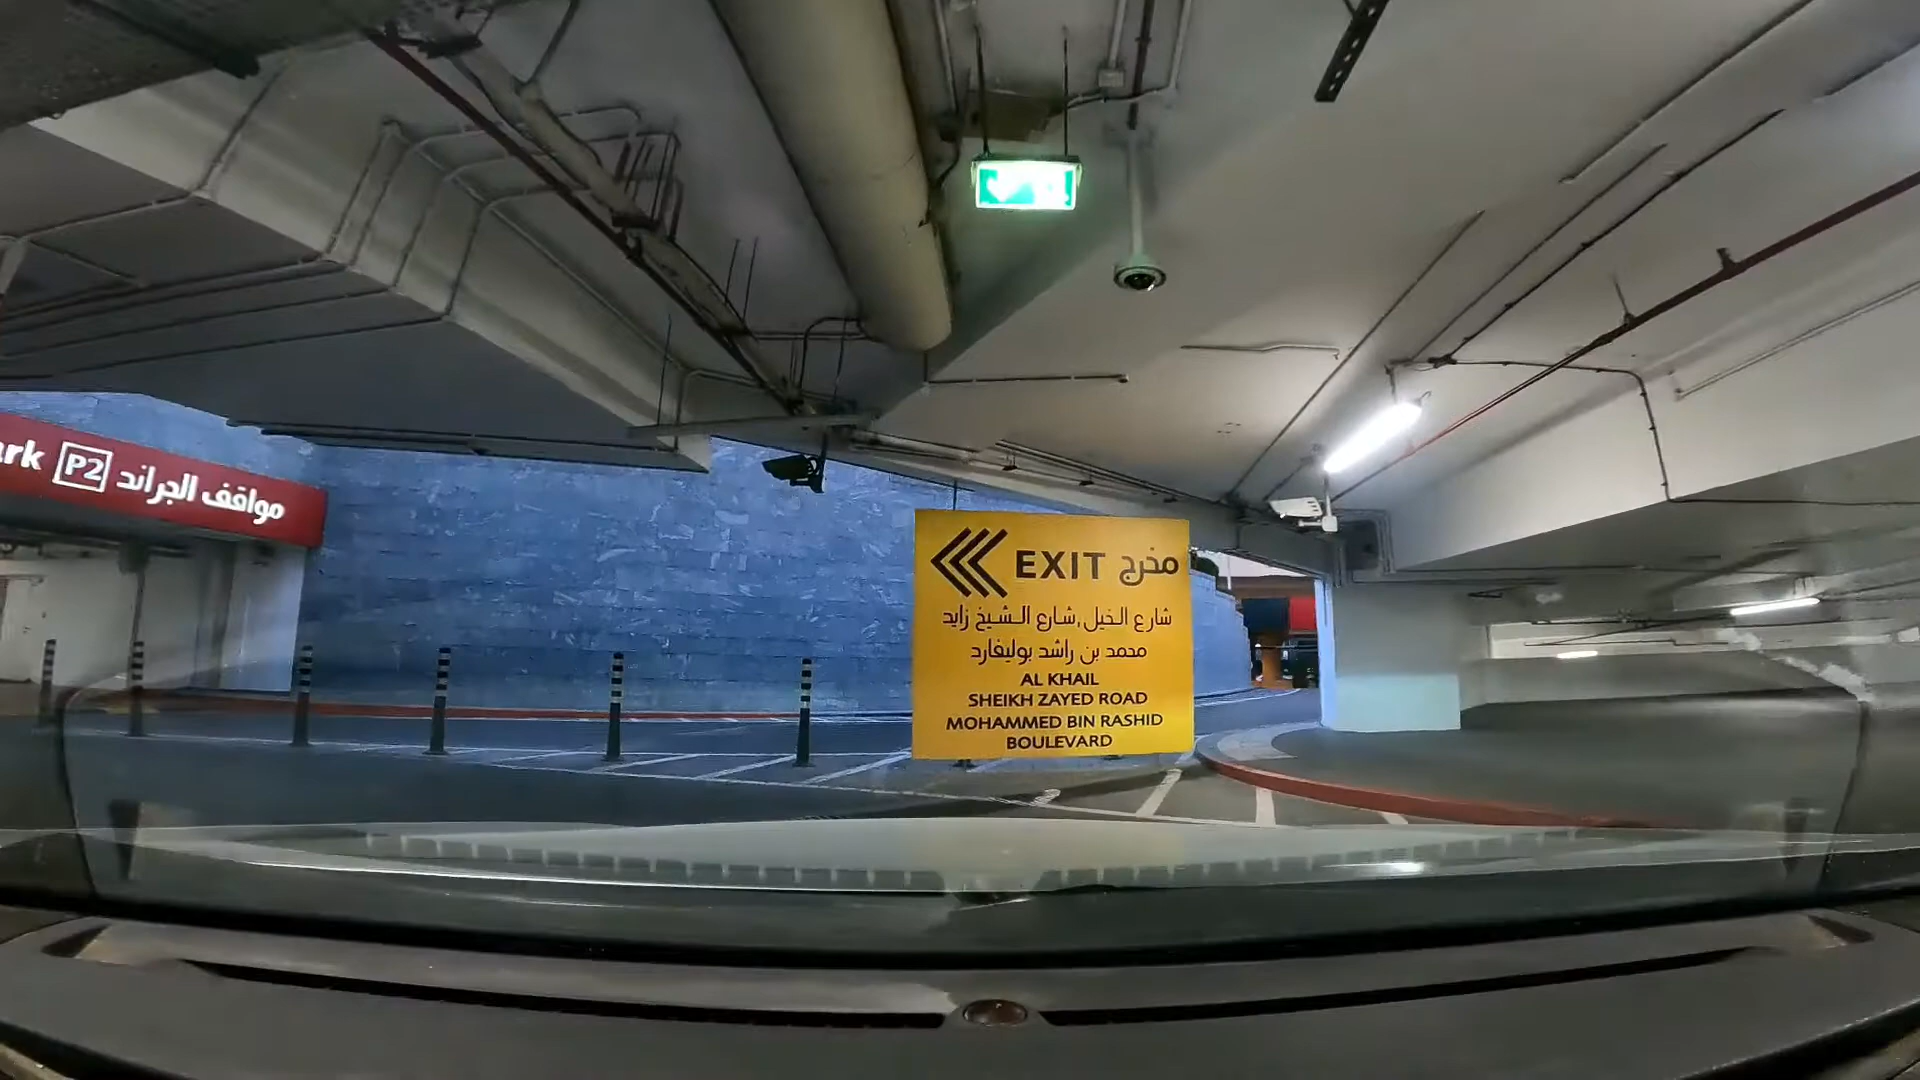 P2 مواقف الجراند
EXIT مخرج
شارع الخيل, شارع الشيخ زايد
محمد بن راشد بوليفارد
AL KHAIL
SHEIKH ZAYED ROAD
MOHAMMED BIN RASHID
BOULEVARD